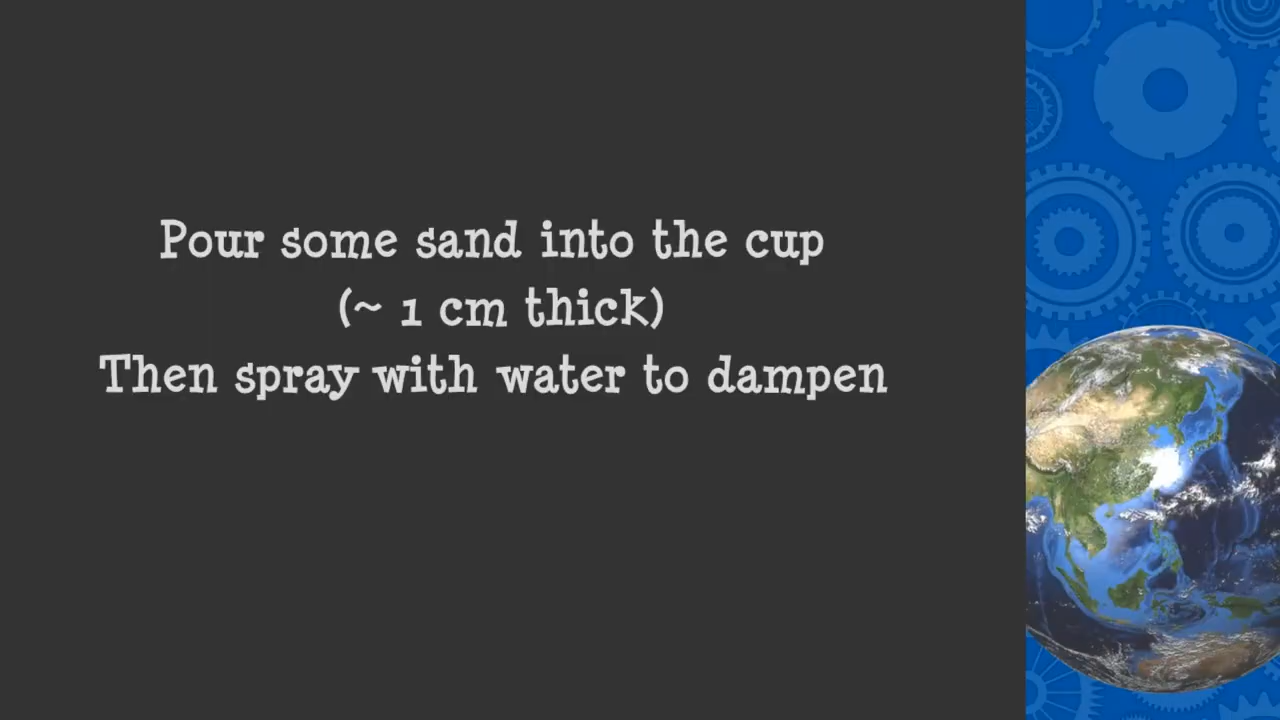 Pour some sand into the cup
(~ 1 cm thick)
Then spray with water to dampen